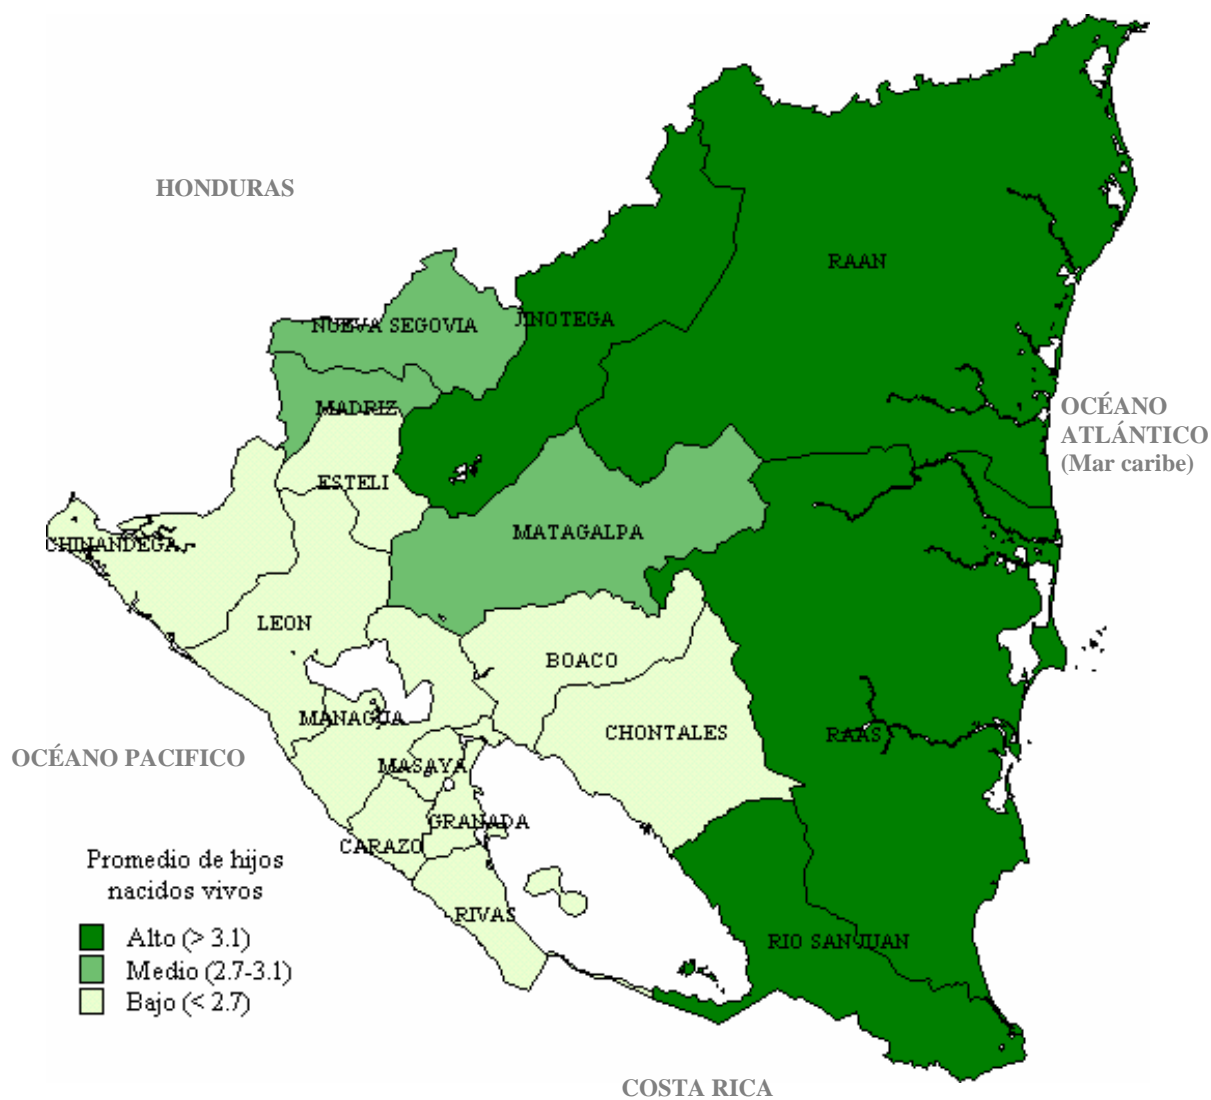 HONDURAS
RAAN
NUEVA SEGOVIA
JINOTEGA
MADRIZ
OCÉANO
ATLÁNTICO
(Mar caribe)
ESTELI
MATAGALPA
CHINANDEGA
LEON
BOACO
MANAGUA
CHONTALES
RAAS
OCÉANO PACIFICO
MASAYA
GRANADA
CARAZO
Promedio de hijos
nacidos vivos
RIVAS
Alto (> 3.1)
RIO SAN JUAN
Medio (2.7-3.1)
Bajo (< 2.7)
COSTA RICA